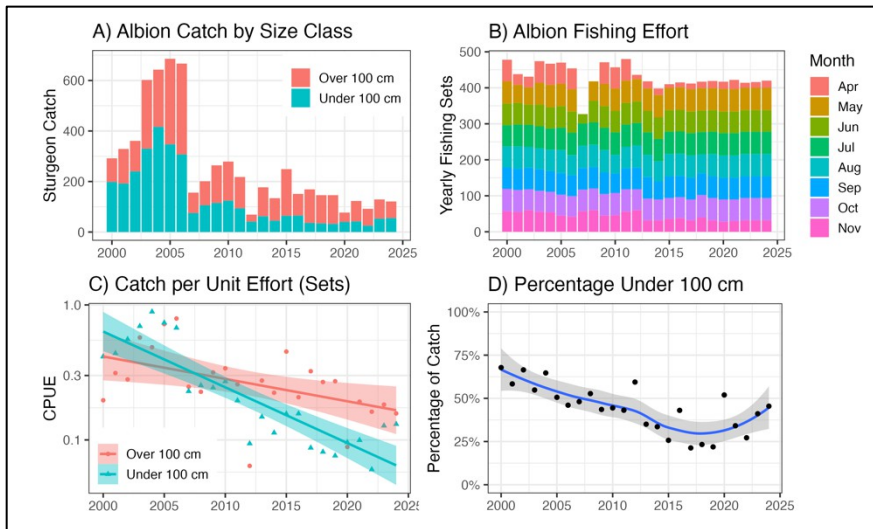 A) Albion Catch by Size Class
Sturgeon Catch
600
400
200
0
2000
2005
2010
2015
2020
2025
Over 100 cm
Under 100 cm
B) Albion Fishing Effort
Yearly Fishing Sets
500
400
300
200
100
0
2000
2005
2010
2015
2020
2025
Month
Apr
May
Jun
Jul
Aug
Sep
Oct
Nov
C) Catch per Unit Effort (Sets)
CPUE
1.0
0.3
0.1
Over 100 cm
Under 100 cm
2000
2005
2010
2015
2020
2025
D) Percentage Under 100 cm
Percentage of Catch
100%
75%
50%
25%
0%
2000
2005
2010
2015
2020
2025